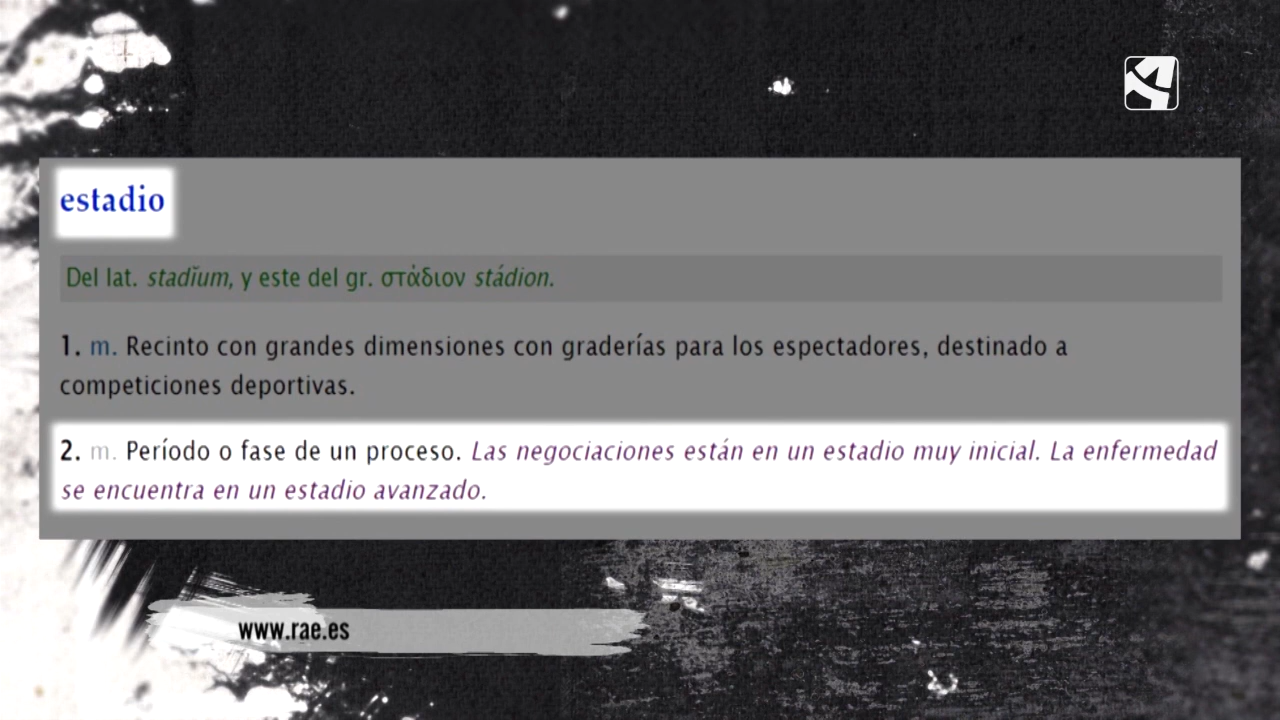 estadio
Del lat. stadĭum, y este del gr. στὰδιον stádion.
1. m. Recinto con grandes dimensiones con graderías para los espectadores, destinado a
competiciones deportivas.
2. m. Período o fase de un proceso. Las negociaciones están en un estadio muy inicial. La enfermedad
se encuentra en un estadio avanzado.
www.rae.es